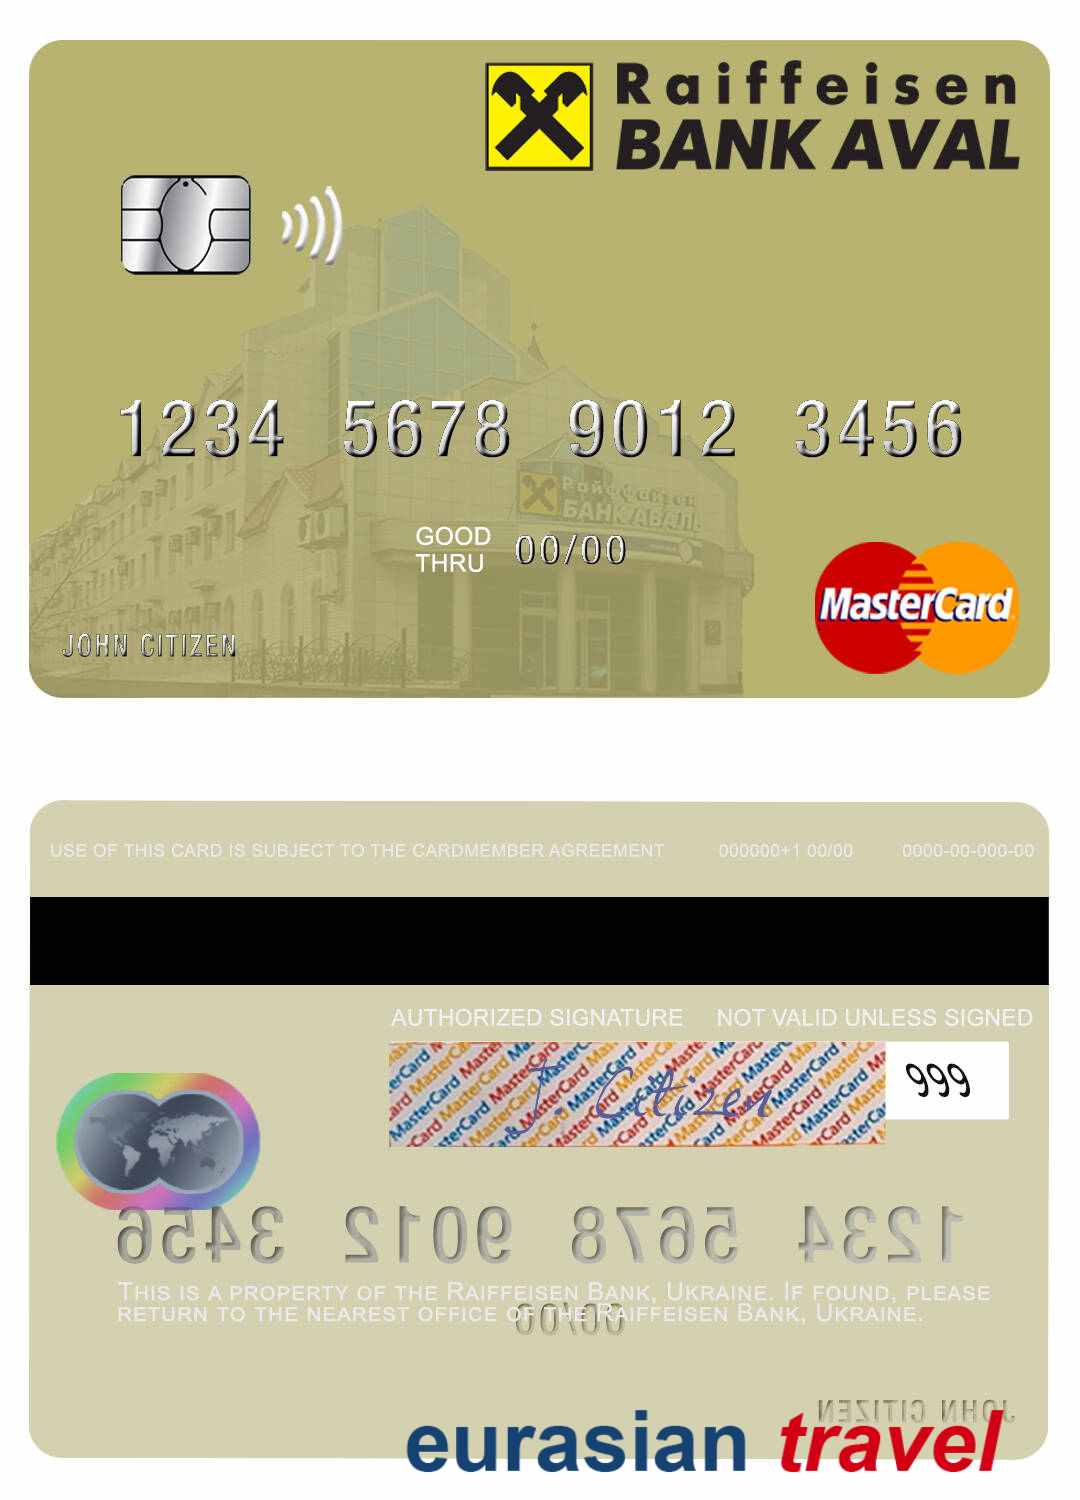 Raiffeisen
BANK AVAL
1234 5678 9012 3456
Райффайзен
БАНК АВАЛЬ
GOOD
THRU 00/00
JOHN CITIZEN
MasterCard
USE OF THIS CARD IS SUBJECT TO THE CARDMEMBER AGREEMENT 000000+1 00/00 0000-00-000-00
AUTHORIZED SIGNATURE NOT VALID UNLESS SIGNED
MasterCard MasterCard MasterCard
J. Citizen
999
1234 5678 9012 3456
THIS IS A PROPERTY OF THE RAIFFEISEN BANK, UKRAINE. IF FOUND, PLEASE
RETURN TO THE NEAREST OFFICE OF THE RAIFFEISEN BANK, UKRAINE.
00/00
JOHN CITIZEN
eurasian travel